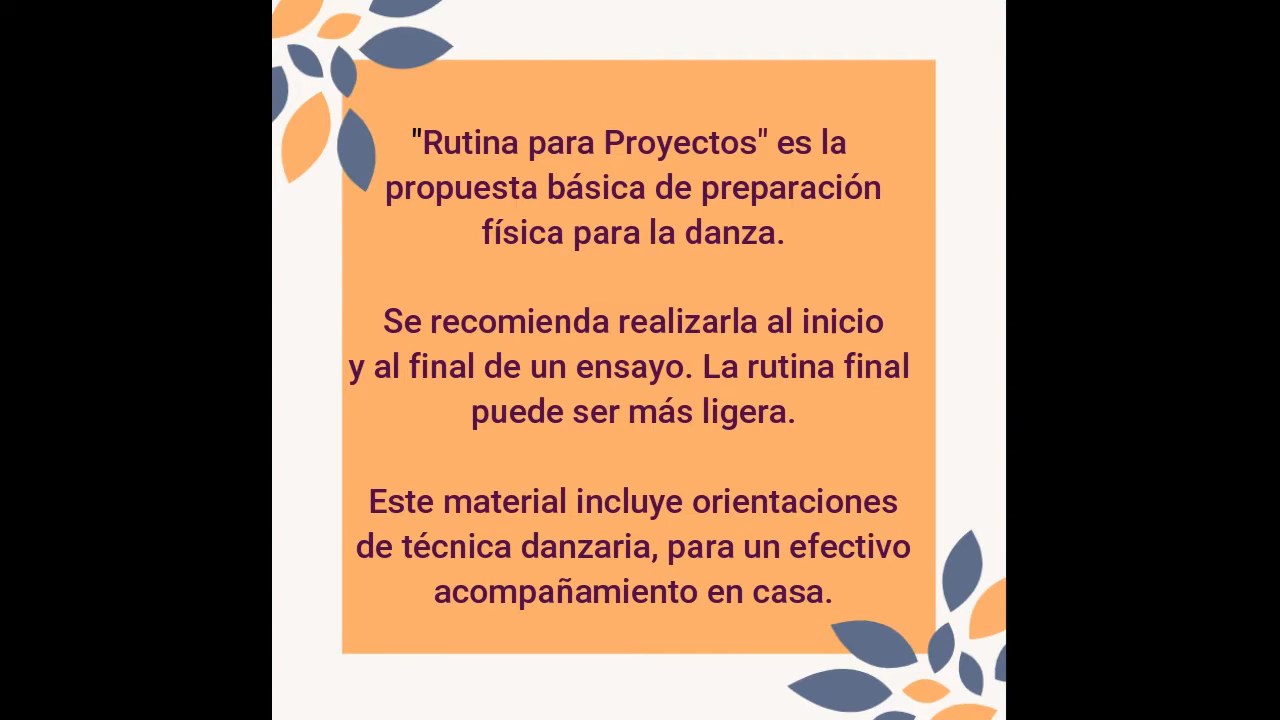 "Rutina para Proyectos" es la
propuesta básica de preparación
física para la danza.
Se recomienda realizarla al inicio
y al final de un ensayo. La rutina final
puede ser más ligera.
Este material incluye orientaciones
de técnica danzaria, para un efectivo
acompañamiento en casa.